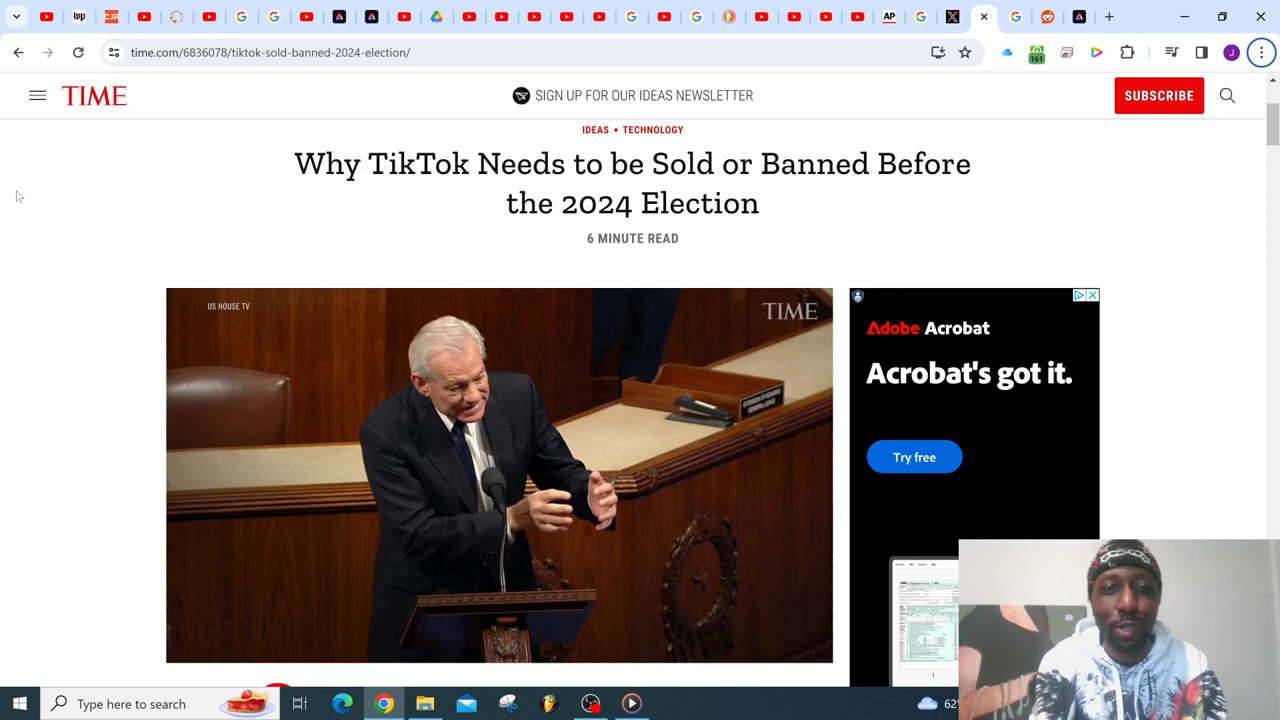 time.com/6836078/tiktok-sold-banned-2024-election/
161
J
TIME
SIGN UP FOR OUR IDEAS NEWSLETTER
SUBSCRIBE
IDEAS • TECHNOLOGY
Why TikTok Needs to be Sold or Banned Before
the 2024 Election
6 MINUTE READ
US HOUSE TV
TIME
Adobe Acrobat
Acrobat's got it.
Try free
Type here to search
62°